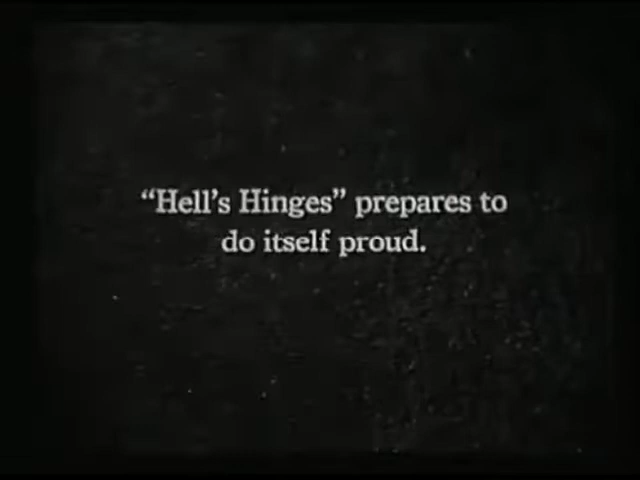 “Hell’s Hinges” prepares to
do itself proud.